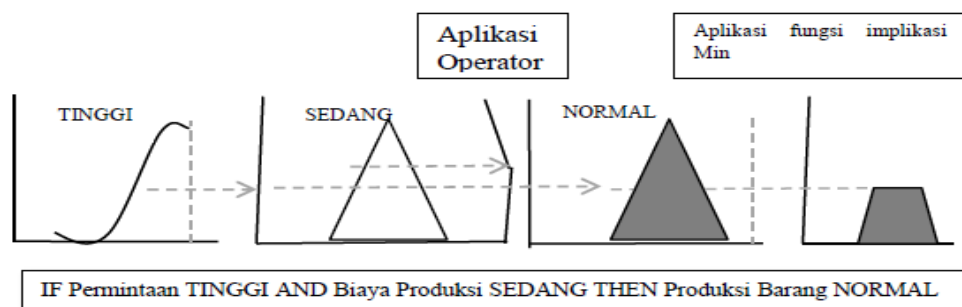 Aplikasi
Operator
Aplikasi fungsi implikasi
Min
TINGGI
SEDANG
NORMAL
IF Permintaan TINGGI AND Biaya Produksi SEDANG THEN Produksi Barang NORMAL